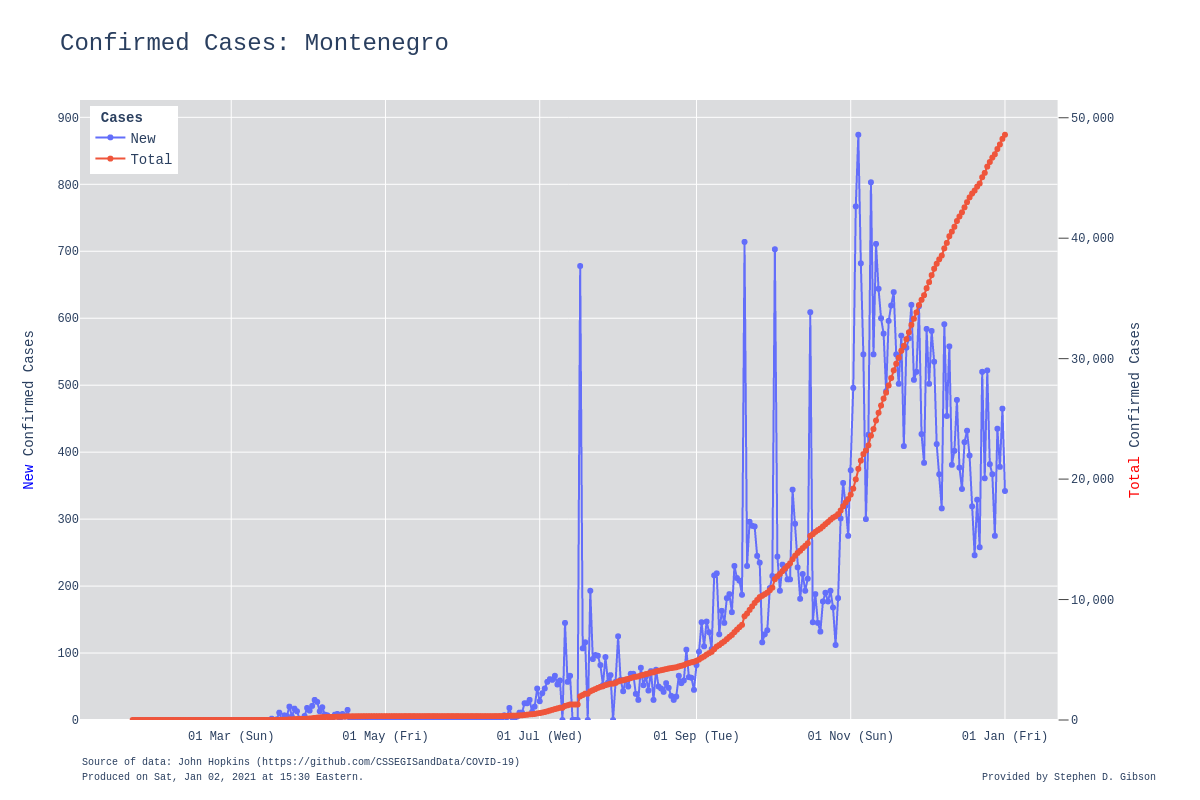 Confirmed Cases: Montenegro
Cases
New
Total
900
800
700
600
500
400
300
200
100
0
50,000
40,000
30,000
20,000
10,000
0
New Confirmed Cases
Total Confirmed Cases
01 Mar (Sun)
01 May (Fri)
01 Jul (Wed)
01 Sep (Tue)
01 Nov (Sun)
01 Jan (Fri)
Source of data: John Hopkins (https://github.com/CSSEGISandData/COVID-19)
Produced on Sat, Jan 02, 2021 at 15:30 Eastern.
Provided by Stephen D. Gibson